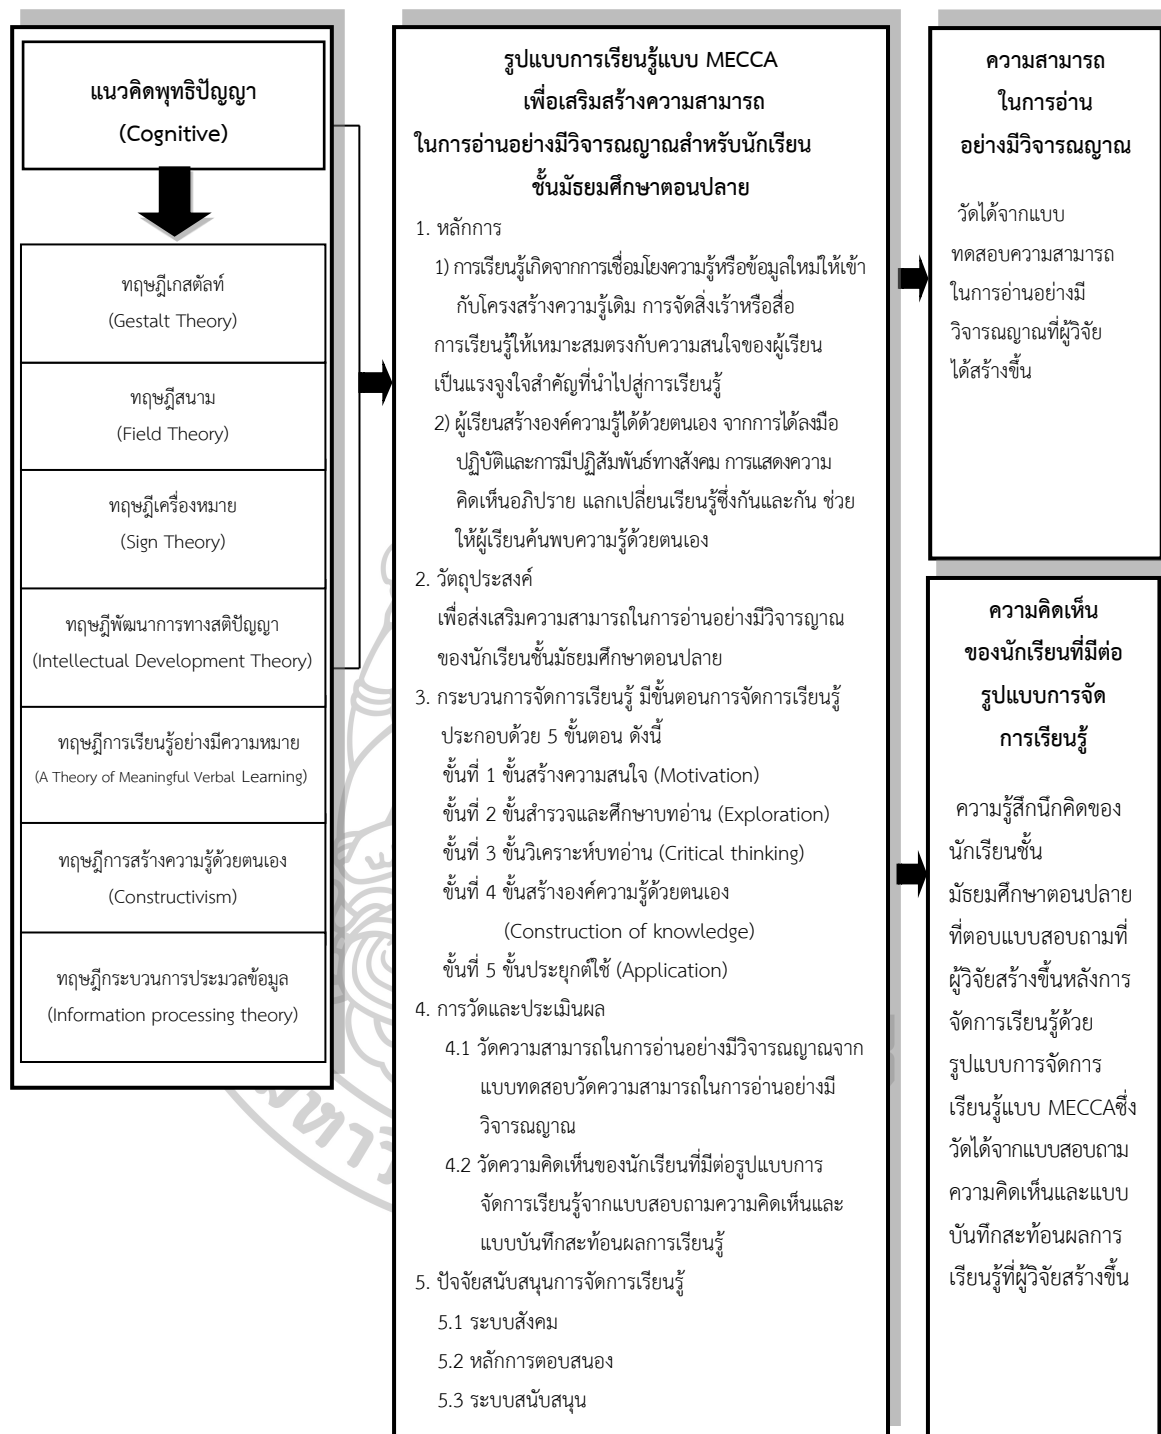 แนวคิดพุทธิปัญญา
(Cognitive)
ทฤษฎีเกสตัลท์
(Gestalt Theory)
ทฤษฎีสนาม
(Field Theory)
ทฤษฎีเครื่องหมาย
(Sign Theory)
ทฤษฎีพัฒนาการทางสติปัญญา
(Intellectual Development Theory)
ทฤษฎีการเรียนรู้อย่างมีความหมาย
(A Theory of Meaningful Verbal Learning)
ทฤษฎีการสร้างความรู้ด้วยตนเอง
(Constructivism)
ทฤษฎีกระบวนการประมวลข้อมูล
(Information processing theory)
รูปแบบการเรียนรู้แบบ MECCA
เพื่อเสริมสร้างความสามารถ
ในการอ่านอย่างมีวิจารณญาณสำหรับนักเรียน
ชั้นมัธยมศึกษาตอนปลาย
1. หลักการ
1) การเรียนรู้เกิดจากการเชื่อมโยงความรู้หรือข้อมูลใหม่ให้เข้า
กับโครงสร้างความรู้เดิม การจัดสิ่งเร้าหรือสื่อ
การเรียนรู้ให้เหมาะสมตรงกับความสนใจของผู้เรียน
เป็นแรงจูงใจสำคัญที่นำไปสู่การเรียนรู้
2) ผู้เรียนสร้างองค์ความรู้ได้ด้วยตนเอง จากการได้ลงมือ
ปฏิบัติและการมีปฏิสัมพันธ์ทางสังคม การแสดงความ
คิดเห็นอภิปราย แลกเปลี่ยนเรียนรู้ซึ่งกันและกัน ช่วย
ให้ผู้เรียนค้นพบความรู้ด้วยตนเอง
2. วัตถุประสงค์
เพื่อส่งเสริมความสามารถในการอ่านอย่างมีวิจารญาณ
ของนักเรียนชั้นมัธยมศึกษาตอนปลาย
3. กระบวนการจัดการเรียนรู้ มีขั้นตอนการจัดการเรียนรู้
ประกอบด้วย 5 ขั้นตอน ดังนี้
ขั้นที่ 1 ขั้นสร้างความสนใจ (Motivation)
ขั้นที่ 2 ขั้นสำรวจและศึกษาบทอ่าน (Exploration)
ขั้นที่ 3 ขั้นวิเคราะห์บทอ่าน (Critical thinking)
ขั้นที่ 4 ขั้นสร้างองค์ความรู้ด้วยตนเอง
(Construction of knowledge)
ขั้นที่ 5 ขั้นประยุกต์ใช้ (Application)
4. การวัดและประเมินผล
4.1 วัดความสามารถในการอ่านอย่างมีวิจารณญาณจาก
แบบทดสอบวัดความสามารถในการอ่านอย่างมี
วิจารณญาณ
4.2 วัดความคิดเห็นของนักเรียนที่มีต่อรูปแบบการ
จัดการเรียนรู้จากแบบสอบถามความคิดเห็นและ
แบบบันทึกสะท้อนผลการเรียนรู้
5. ปัจจัยสนับสนุนการจัดการเรียนรู้
5.1 ระบบสังคม
5.2 หลักการตอบสนอง
5.3 ระบบสนับสนุน
ความสามารถ
ในการอ่าน
อย่างมีวิจารณญาณ
วัดได้จากแบบ
ทดสอบความสามารถ
ในการอ่านอย่างมี
วิจารณญาณที่ผู้วิจัย
ได้สร้างขึ้น
ความคิดเห็น
ของนักเรียนที่มีต่อ
รูปแบบการจัด
การเรียนรู้
ความรู้สึกนึกคิดของ
นักเรียนชั้น
มัธยมศึกษาตอนปลาย
ที่ตอบแบบสอบถามที่
ผู้วิจัยสร้างขึ้นหลังการ
จัดการเรียนรู้ด้วย
รูปแบบการจัดการ
เรียนรู้แบบ MECCAซึ่ง
วัดได้จากแบบสอบถาม
ความคิดเห็นและแบบ
บันทึกสะท้อนผลการ
เรียนรู้ที่ผู้วิจัยสร้างขึ้น